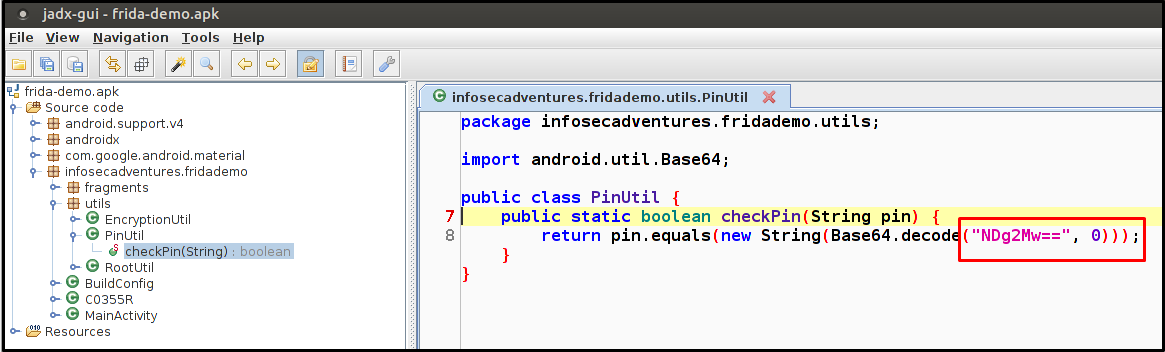 jadx-gui - frida-demo.apk
File View Navigation Tools Help
frida-demo.apk
Source code
android.support.v4
androidx
com.google.android.material
infosecadventures.fridademo
fragments
utils
EncryptionUtil
PinUtil
checkPin(String) : boolean
RootUtil
BuildConfig
C0355R
MainActivity
Resources
infosecadventures.fridademo.utils.PinUtil
package infosecadventures.fridademo.utils;
import android.util.Base64;
public class PinUtil {
7 public static boolean checkPin(String pin) {
8 return pin.equals(new String(Base64.decode("NDg2Mw==", 0)));
}
}